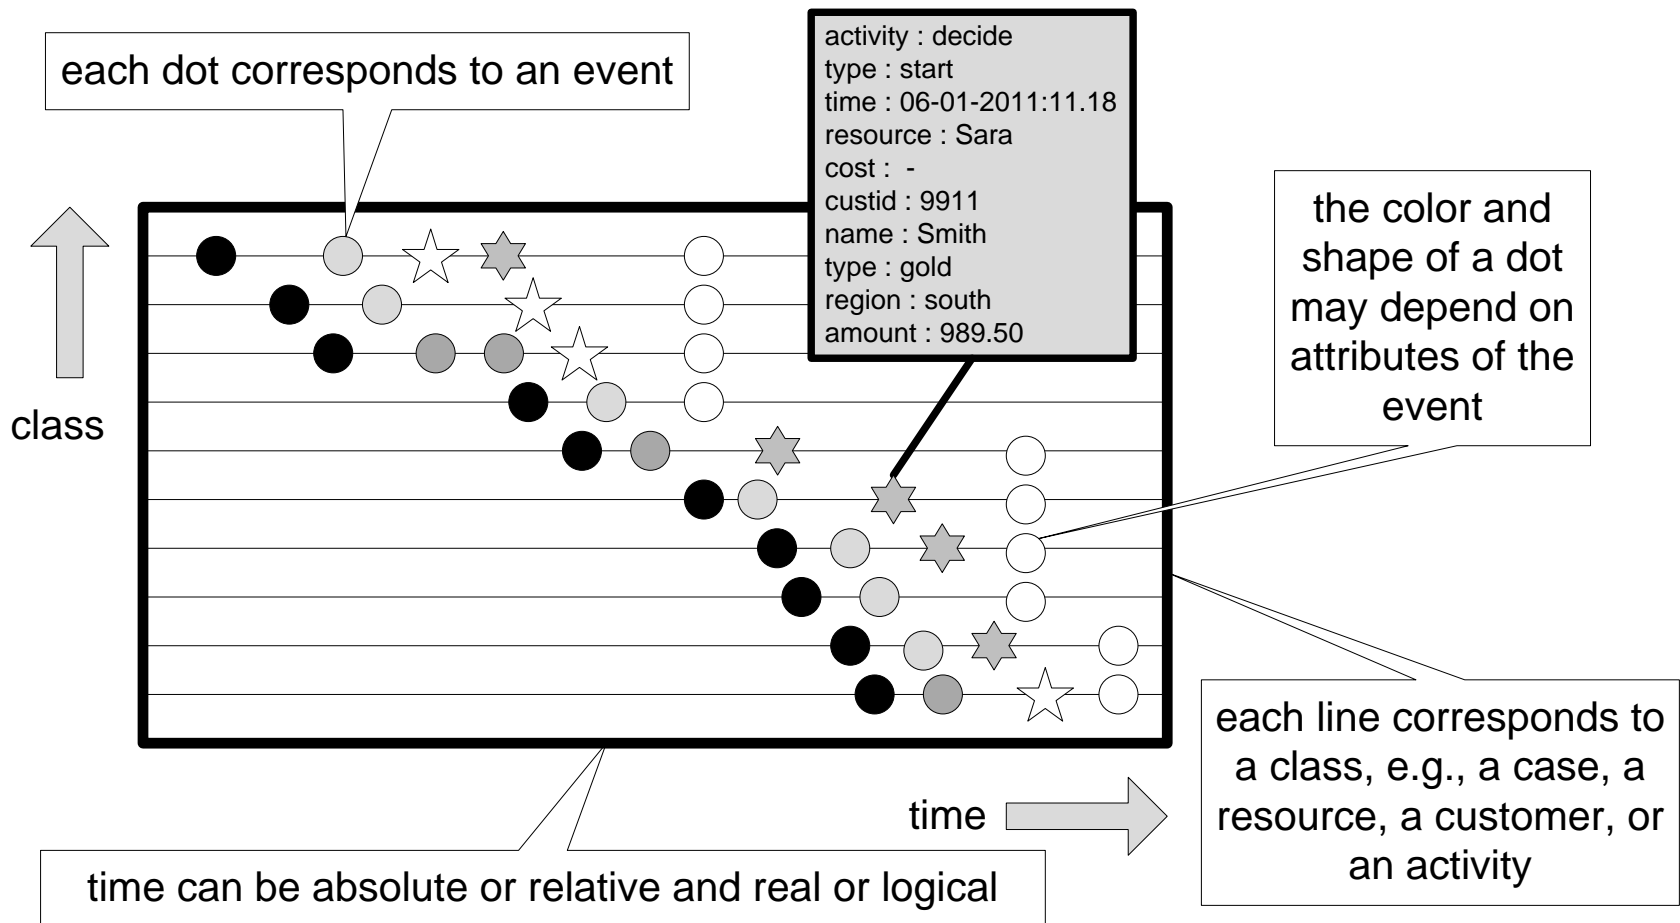 each dot corresponds to an event
activity : decide
type : start
time : 06-01-2011:11.18
resource : Sara
cost :  -
custid : 9911
name : Smith
type : gold
region : south
amount : 989.50
the color and
shape of a dot
may depend on
attributes of the
event
class
each line corresponds to
a class, e.g., a case, a
resource, a customer, or
an activity
time
time can be absolute or relative and real or logical